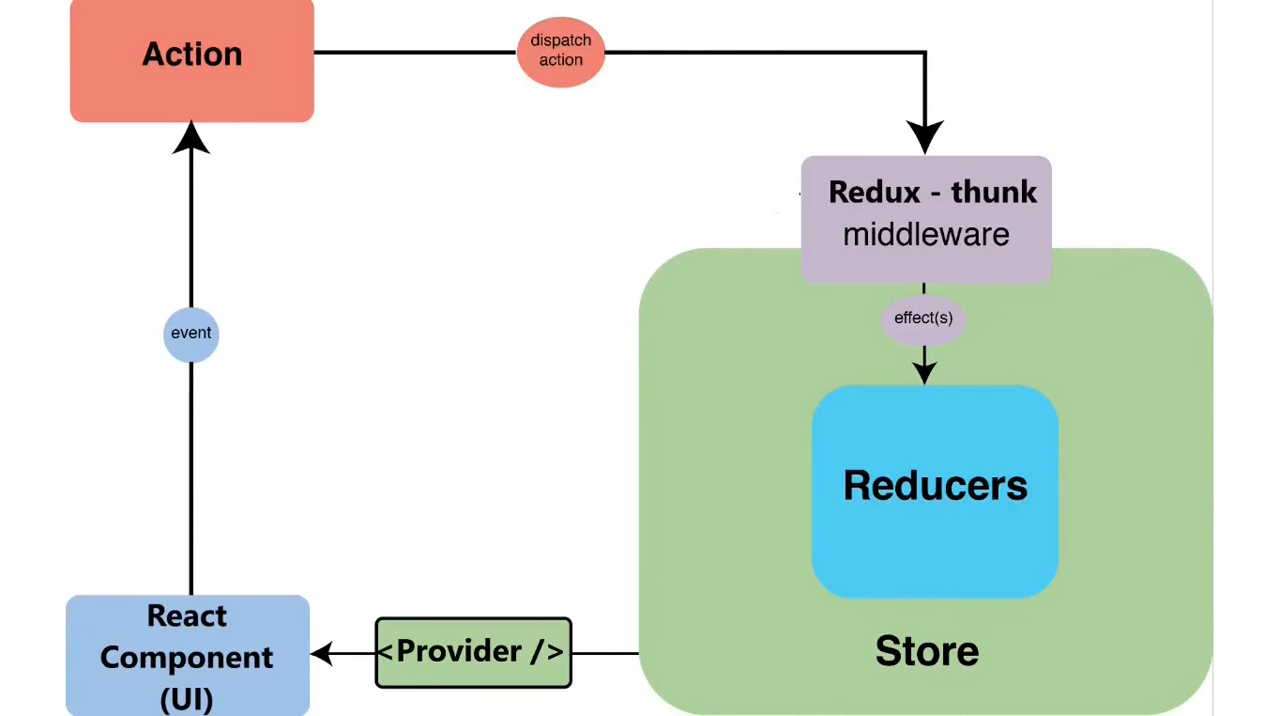 Action
dispatch
action
Redux - thunk
middleware
effect(s)
event
Reducers
React
Component
(UI)
<Provider />
Store